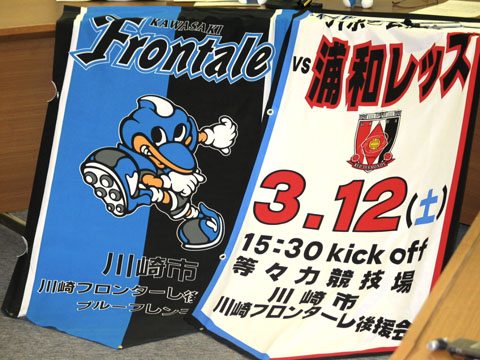 KAWASAKI
Frontale
川崎市
川崎フロンターレ後
ブルーフレン
VS 浦和レッズ
3.12(土)
15:30 kick off
等々力競技場
川崎市
川崎フロンターレ後援会